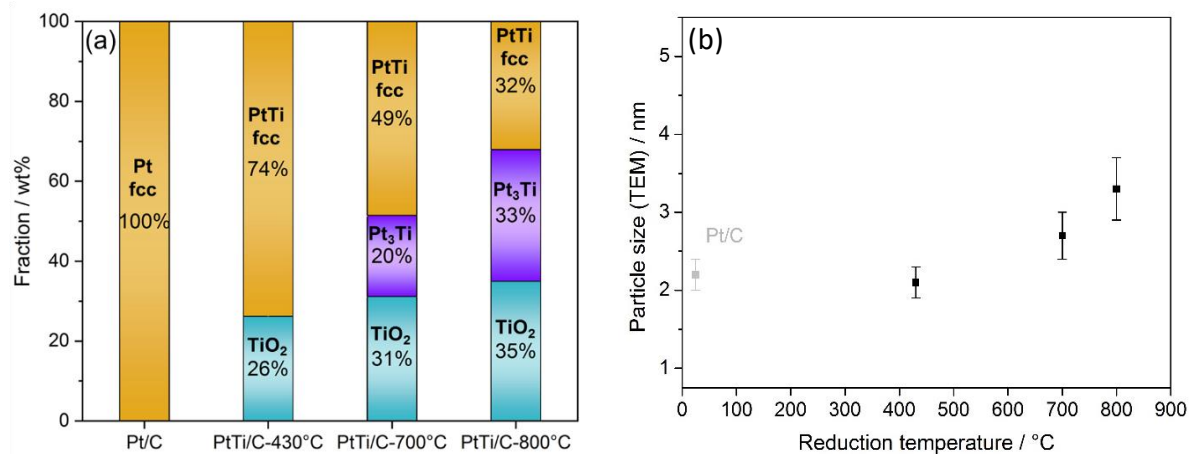 (a)
Fraction / wt%
100
80
60
40
20
0
Pt
fcc
100%
PtTi
fcc
74%
TiO₂
26%
PtTi
fcc
49%
Pt₃Ti
20%
TiO₂
31%
PtTi
fcc
32%
Pt₃Ti
33%
TiO₂
35%
Pt/C
PtTi/C-430°C
PtTi/C-700°C
PtTi/C-800°C
(b)
Particle size (TEM) / nm
5
4
3
2
1
Pt/C
0 100 200 300 400 500 600 700 800 900
Reduction temperature / °C